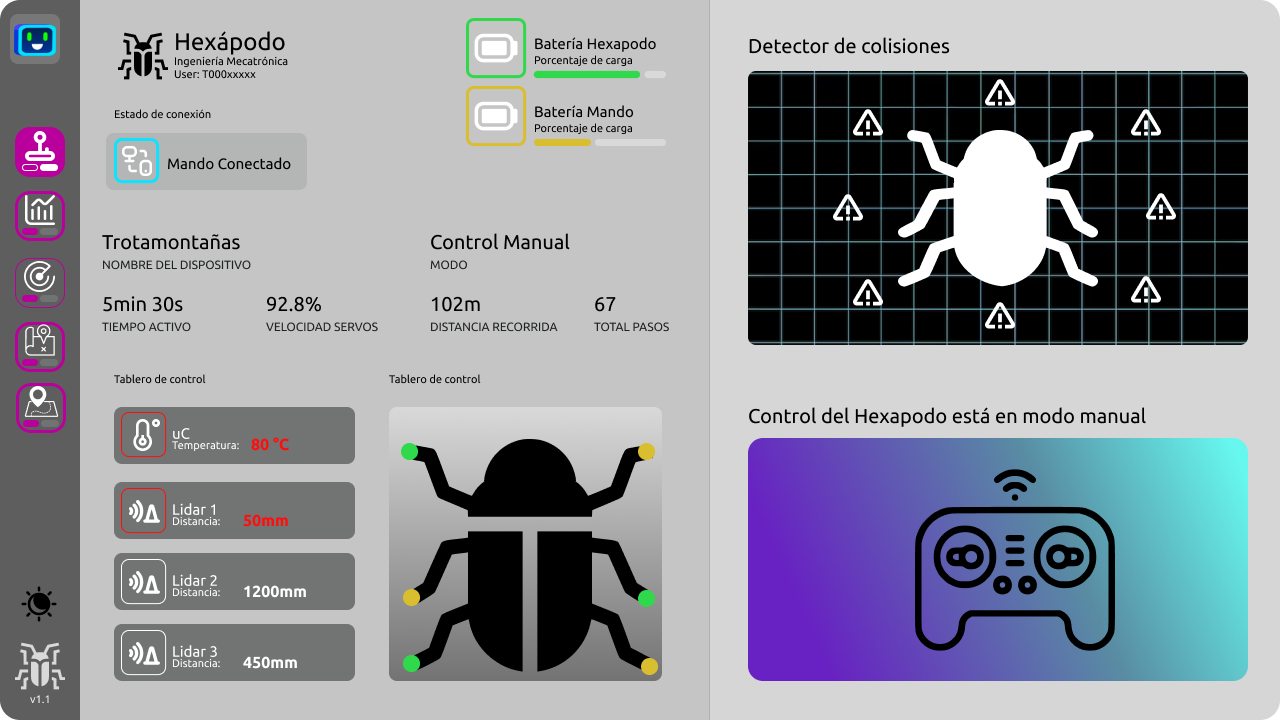 Hexápodo
Ingeniería Mecatrónica
User: T000xxxxx
Batería Hexapodo
Porcentaje de carga
Batería Mando
Porcentaje de carga
Estado de conexión
Mando Conectado
Trotamontañas
NOMBRE DEL DISPOSITIVO
Control Manual
MODO
5min 30s
TIEMPO ACTIVO
92.8%
VELOCIDAD SERVOS
102m
DISTANCIA RECORRIDA
67
TOTAL PASOS
Tablero de control
uC
Temperatura: 80 °C
Lidar 1
Distancia: 50mm
Lidar 2
Distancia: 1200mm
Lidar 3
Distancia: 450mm
Tablero de control
Detector de colisiones
Control del Hexapodo está en modo manual
v1.1